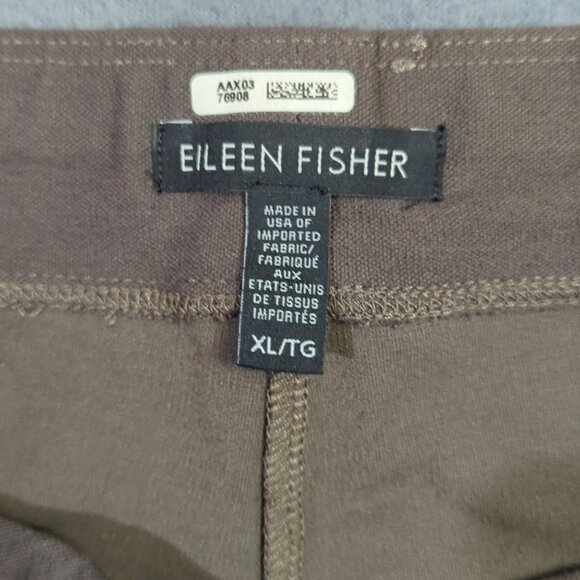 AAX03
76908
EILEEN FISHER
MADE IN
USA OF
IMPORTED
FABRIC/
FABRIQUÉ
AUX
ETATS-UNIS
DE TISSUS
IMPORTÉS
XL/TG